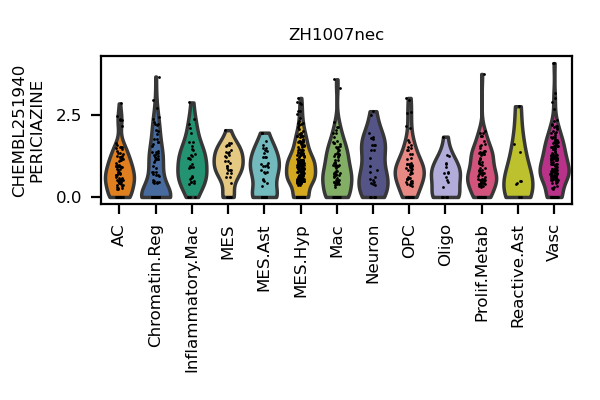 ZH1007nec
CHEMBL251940
PERICIAZINE
2.5
0.0
AC
Chromatin.Reg
Inflammatory.Mac
MES
MES.Ast
MES.Hyp
Mac
Neuron
OPC
Oligo
Prolif.Metab
Reactive.Ast
Vasc